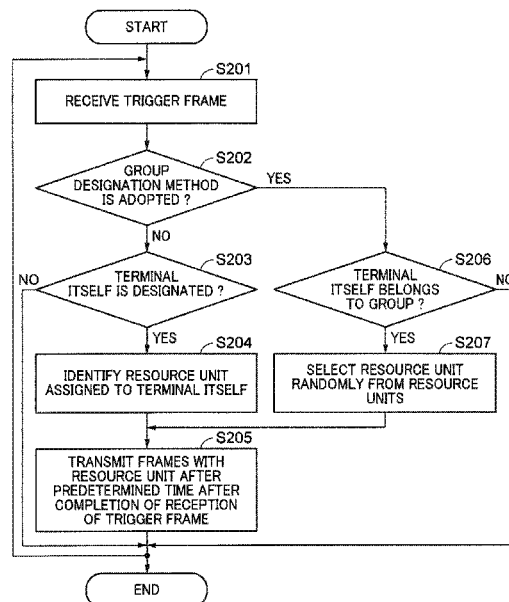 START
S201
RECEIVE TRIGGER FRAME
S202
GROUP
DESIGNATION METHOD
IS ADOPTED ?
YES
NO
S203
NO
TERMINAL
ITSELF IS DESIGNATED ?
YES
S206
TERMINAL
ITSELF BELONGS
TO GROUP ?
NO
YES
S204
IDENTIFY RESOURCE UNIT
ASSIGNED TO TERMINAL ITSELF
S207
SELECT RESOURCE UNIT
RANDOMLY FROM RESOURCE
UNITS
S205
TRANSMIT FRAMES WITH
RESOURCE UNIT AFTER
PREDETERMINED TIME AFTER
COMPLETION OF RECEPTION
OF TRIGGER FRAME
END